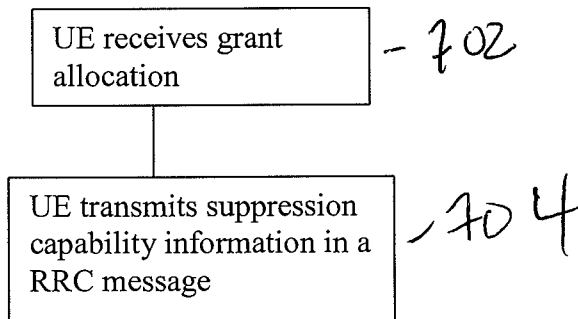 UE receives grant
allocation
- 702
UE transmits suppression
capability information in a
RRC message
- 704